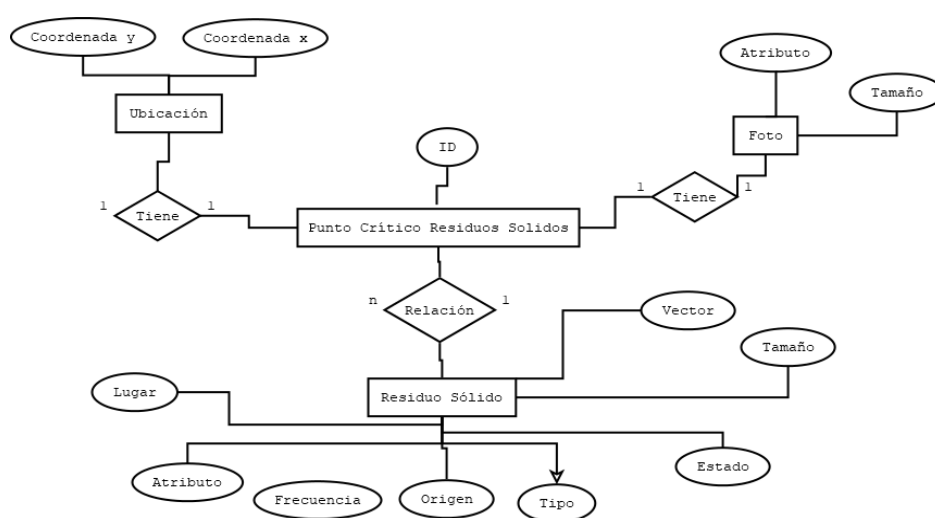 Coordenada y
Coordenada x
Atributo
Tamaño
Ubicación
Foto
ID
1
Tiene
1
1
Tiene
1
Punto Crítico Residuos Solidos
n
Relación
1
Vector
Tamaño
Lugar
Residuo Sólido
Atributo
Frecuencia
Origen
Tipo
Estado